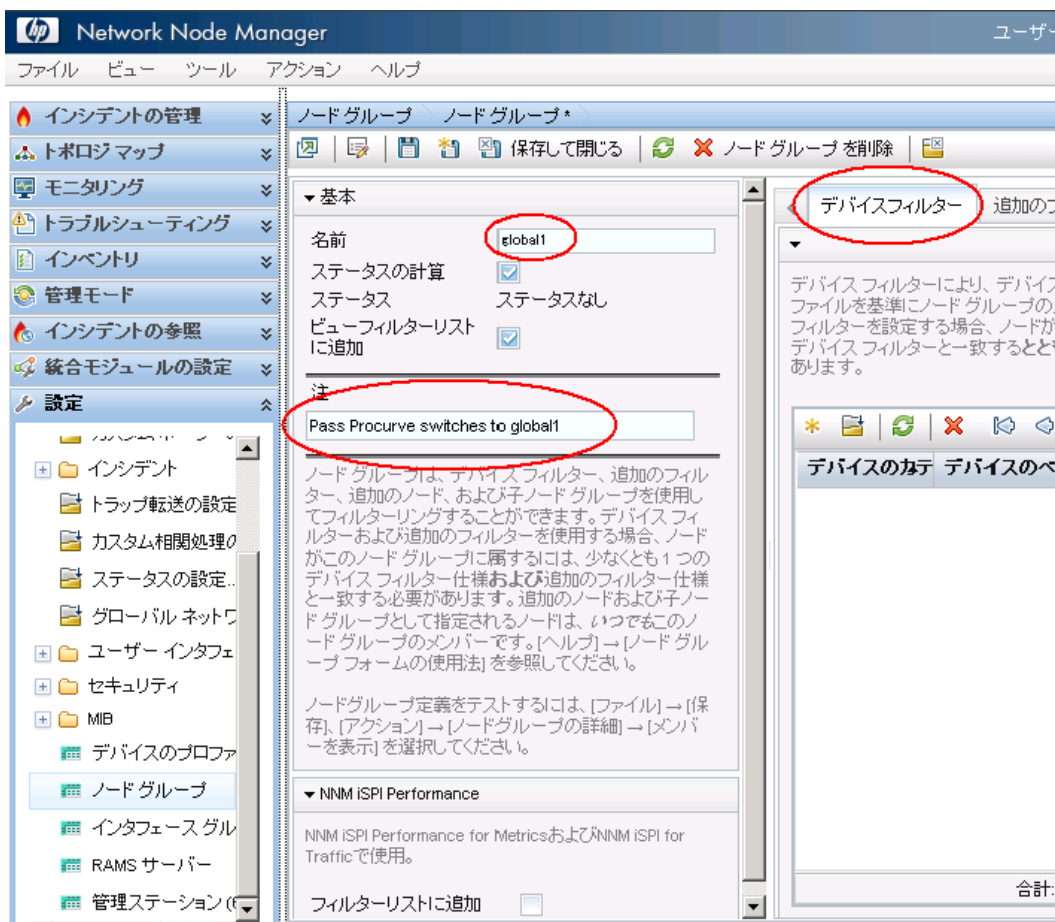 hp Network Node Manager ユーザー
ファイル ビュー ツール アクション ヘルプ
インシデントの管理
トポロジ マップ
モニタリング
トラブルシューティング
インベントリ
管理モード
インシデントの参照
統合モジュールの設定
設定
インシデント
トラップ転送の設定
カスタム相関処理の
ステータスの設定..
グローバル ネットワ
ユーザー インタフェ
セキュリティ
MIB
デバイスのプロファ
ノード グループ
インタフェース グル
RAMS サーバー
管理ステーション (6
ノード グループ ノード グループ *
保存して閉じる ノード グループ を削除
基本
名前 global1
ステータスの計算
ステータス ステータスなし
ビューフィルターリスト
に追加
注
Pass Procurve switches to global1
ノード グループは、デバイス フィルター、追加のフィル
ター、追加のノード、および子ノード グループを使用し
てフィルターリングすることができます。デバイス フィ
ルターおよび追加のフィルターを使用する場合、ノード
がこのノード グループに属するには、少なくとも 1 つの
デバイス フィルター仕様および追加のフィルター仕様
と一致する必要があります。追加のノードおよび子ノー
ド グループとして指定されるノードは、いつでもこのノ
ード グループのメンバーです。[ヘルプ] → [ノード グル
ープ フォームの使用法] を参照してください。
ノードグループ定義をテストするには、[ファイル] → [保
存]、[アクション] → [ノードグループの詳細] → [メンバ
ーを表示] を選択してください。
NNM iSPI Performance
NNM iSPI Performance for MetricsおよびNNM iSPI for
Trafficで使用。
フィルターリストに追加
デバイスフィルター 追加のフ
デバイス フィルターにより、デバイス
ファイルを基準にノード グループの
フィルターを設定する場合、ノードが
デバイス フィルターと一致するととも
あります。
デバイスのカテ デバイスのベ
合計: